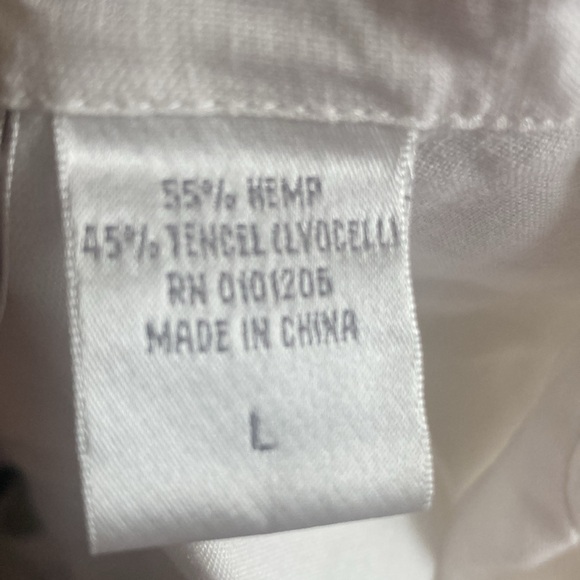 55% HEMP
45% TENCEL (LYOCELL)
RN 0101205
MADE IN CHINA
L